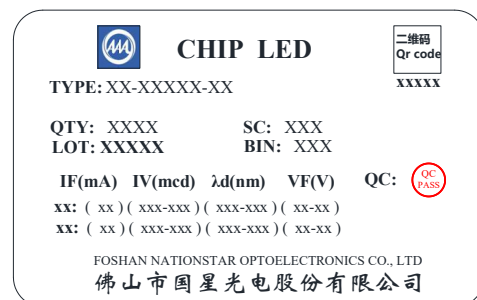 CHIP LED
二维码
Qr code
XXXXX
TYPE: XX-XXXXX-XX
QTY: XXXX SC: XXX
LOT: XXXXX BIN: XXX
IF(mA) IV(mcd) λd(nm) VF(V) QC: QC PASS
xx: ( xx ) ( xxx-xxx ) ( xxx-xxx ) ( xx-xx )
xx: ( xx ) ( xxx-xxx ) ( xxx-xxx ) ( xx-xx )
FOSHAN NATIONSTAR OPTOELECTRONICS CO., LTD
佛山市国星光电股份有限公司